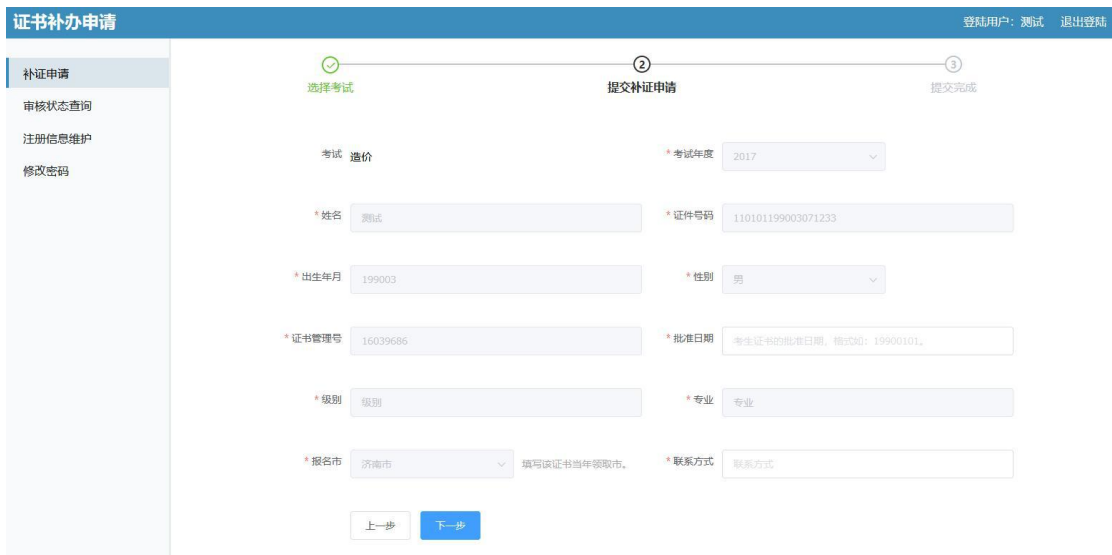 证书补办申请 登陆用户：测试 退出登陆
补证申请
审核状态查询
注册信息维护
修改密码
2 3
选择考试 提交补证申请 提交完成
考试 造价 * 考试年度 2017
* 姓名 测试 * 证件号码 110101199003071233
* 出生年月 199003 * 性别 男
* 证书管理号 16039686 * 批准日期 考生证书的批准日期，格式如：19900101。
* 级别 级别 * 专业 专业
* 报名市 济南市 填写该证书当年领取市。 * 联系方式 联系方式
上一步 下一步